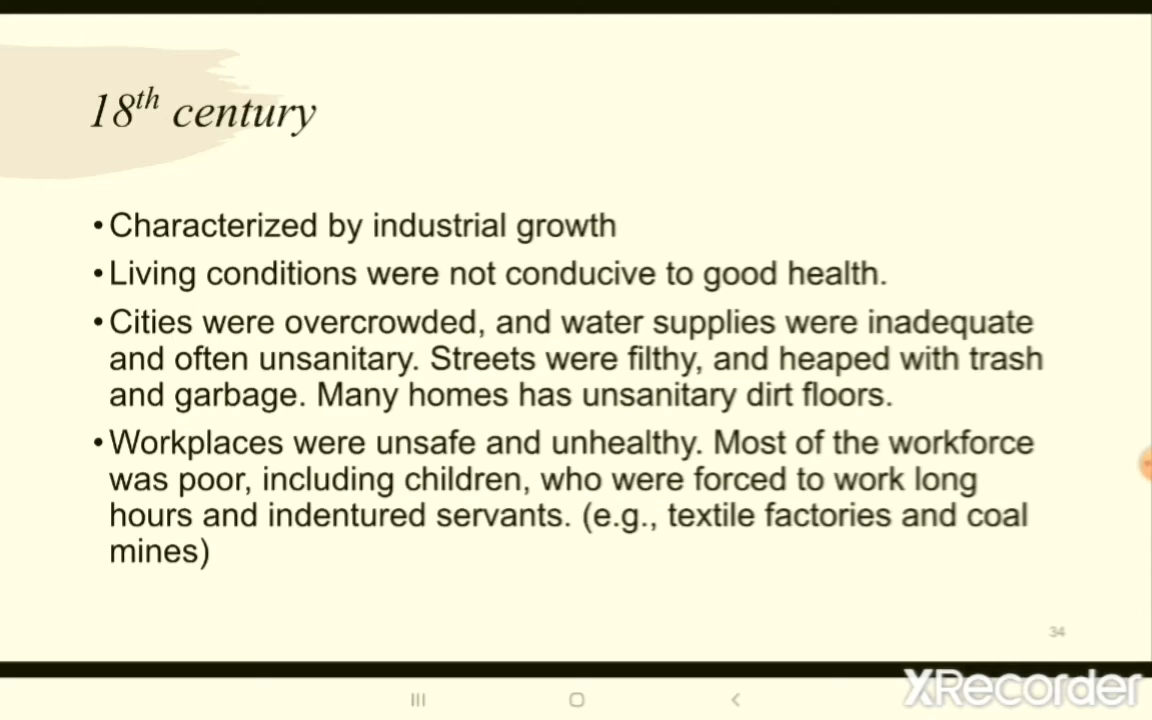 18th century
• Characterized by industrial growth
• Living conditions were not conducive to good health.
• Cities were overcrowded, and water supplies were inadequate
and often unsanitary. Streets were filthy, and heaped with trash
and garbage. Many homes has unsanitary dirt floors.
• Workplaces were unsafe and unhealthy. Most of the workforce
was poor, including children, who were forced to work long
hours and indentured servants. (e.g., textile factories and coal
mines)
34
XRecorder